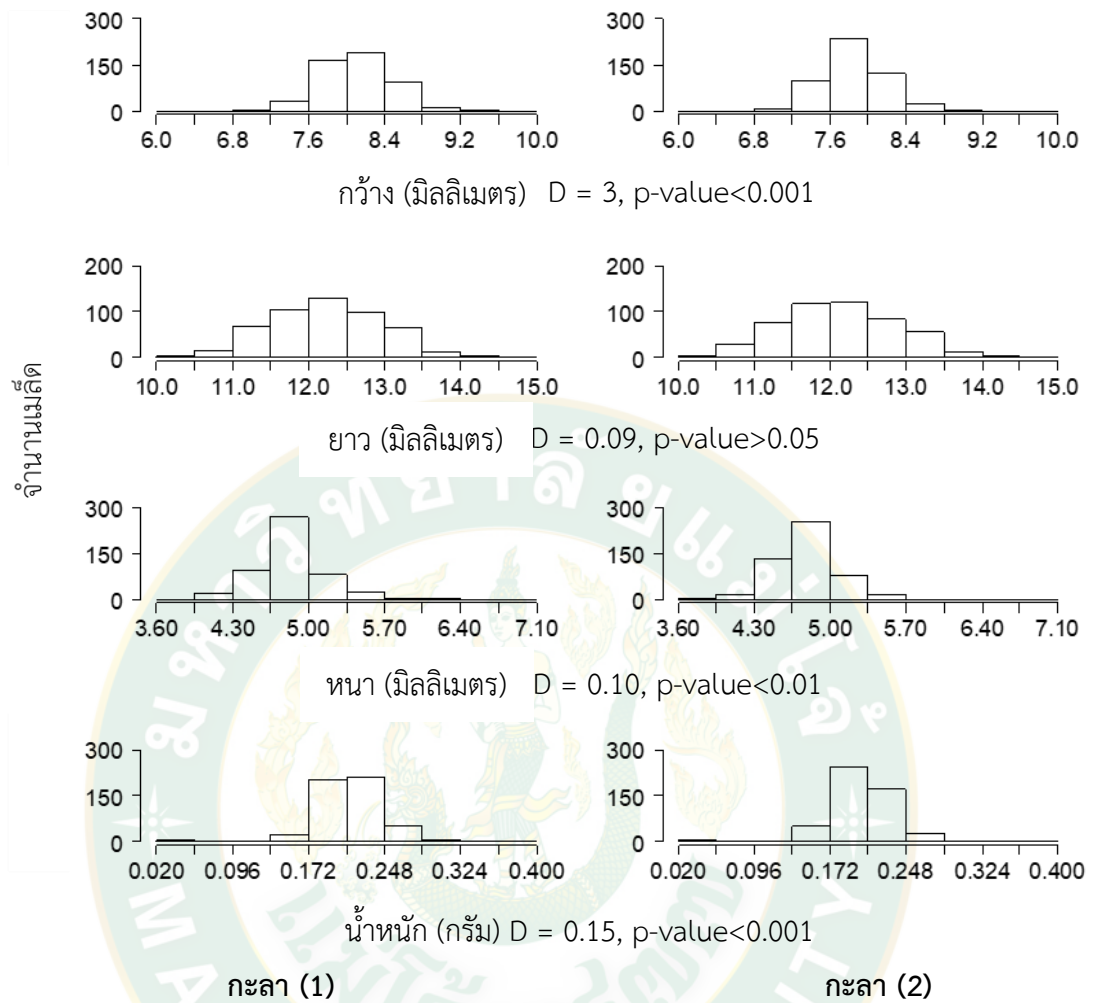 300 300
150 150
0 0
6.0 6.8 7.6 8.4 9.2 10.0 6.0 6.8 7.6 8.4 9.2 10.0
กว้าง (มิลลิเมตร) D = 3, p-value<0.001
200 200
100 100
0 0
10.0 11.0 12.0 13.0 14.0 15.0 10.0 11.0 12.0 13.0 14.0 15.0
จำนวนเมล็ด
ยาว (มิลลิเมตร) D = 0.09, p-value>0.05
300 300
150 150
0 0
3.60 4.30 5.00 5.70 6.40 7.10 3.60 4.30 5.00 5.70 6.40 7.10
หนา (มิลลิเมตร) D = 0.10, p-value<0.01
300 300
150 150
0 0
0.020 0.096 0.172 0.248 0.324 0.400 0.020 0.096 0.172 0.248 0.324 0.400
น้ำหนัก (กรัม) D = 0.15, p-value<0.001
กะลา (1) กะลา (2)